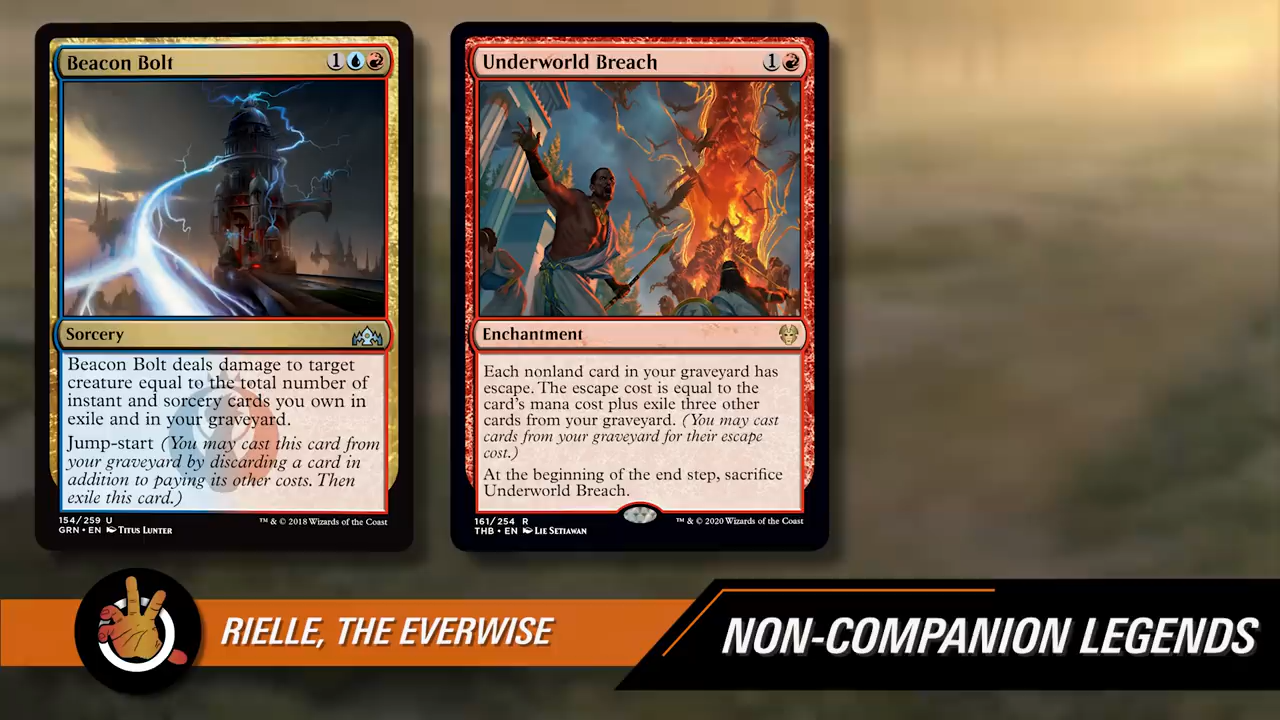 Beacon Bolt 1
Sorcery
Beacon Bolt deals damage to target
creature equal to the total number of
instant and sorcery cards you own in
exile and in your graveyard.
Jump-start (You may cast this card from
your graveyard by discarding a card in
addition to paying its other costs. Then
exile this card.)
154/259 U
GRN • EN Titus Lunter
™ & © 2018 Wizards of the Coast
Underworld Breach 1
Enchantment
Each nonland card in your graveyard has
escape. The escape cost is equal to the
card's mana cost plus exile three other
cards from your graveyard. (You may cast
cards from your graveyard for their escape
cost.)
At the beginning of the end step, sacrifice
Underworld Breach.
161/254 R
THB • EN Lie Setiawan
™ & © 2020 Wizards of the Coast
RIELLE, THE EVERWISE
NON-COMPANION LEGENDS